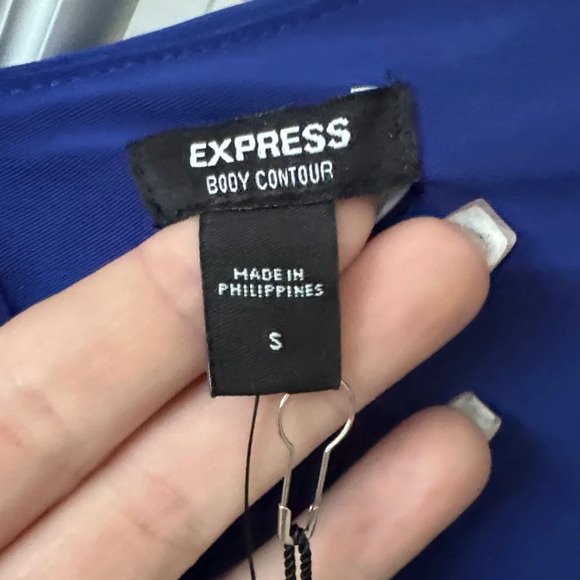 EXPRESS
BODY CONTOUR
MADE IN
PHILIPPINES
S